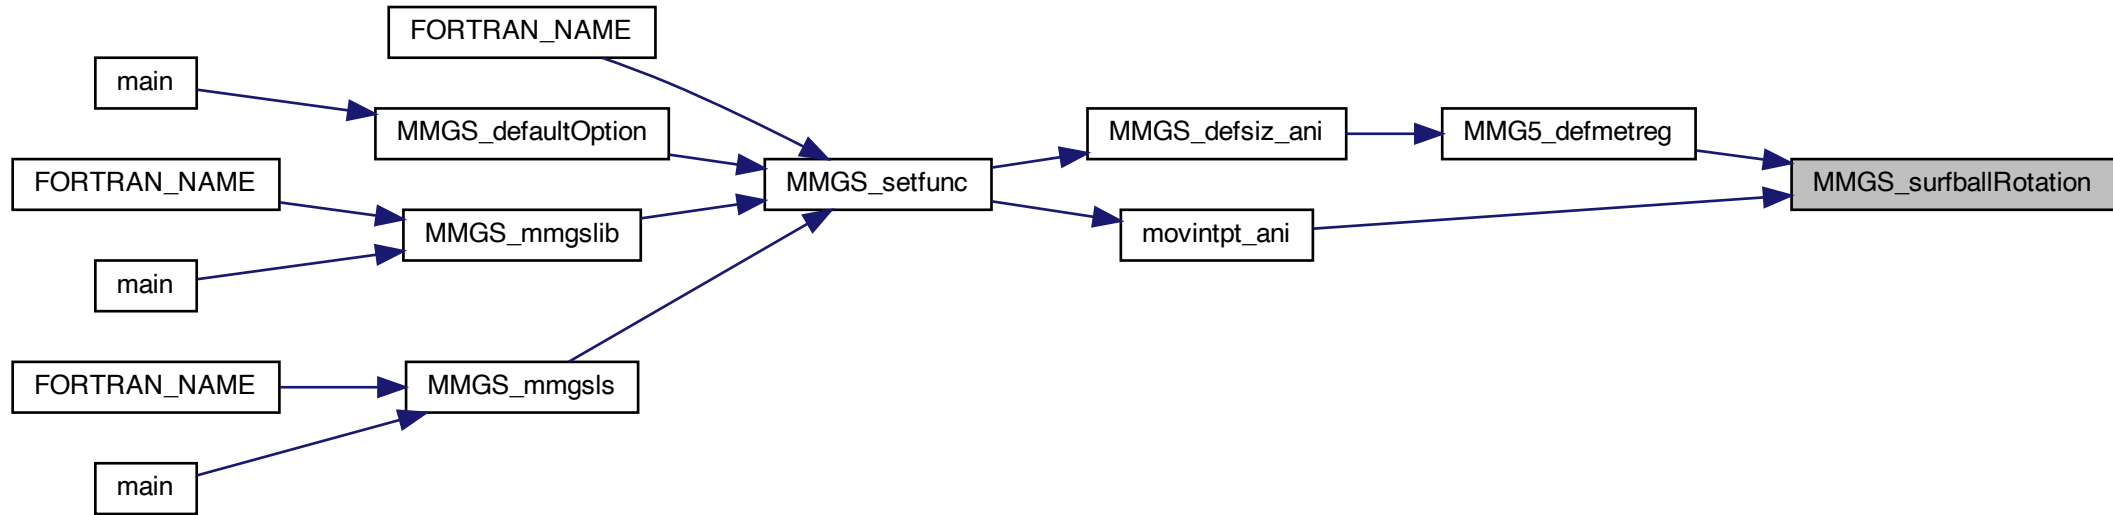 FORTRAN_NAME
main
MMGS_defaultOption
MMGS_defsiz_ani
MMG5_defmetreg
FORTRAN_NAME
MMGS_setfunc
MMGS_surfballRotation
MMGS_mmgslib
movintpt_ani
main
FORTRAN_NAME
MMGS_mmgsls
main